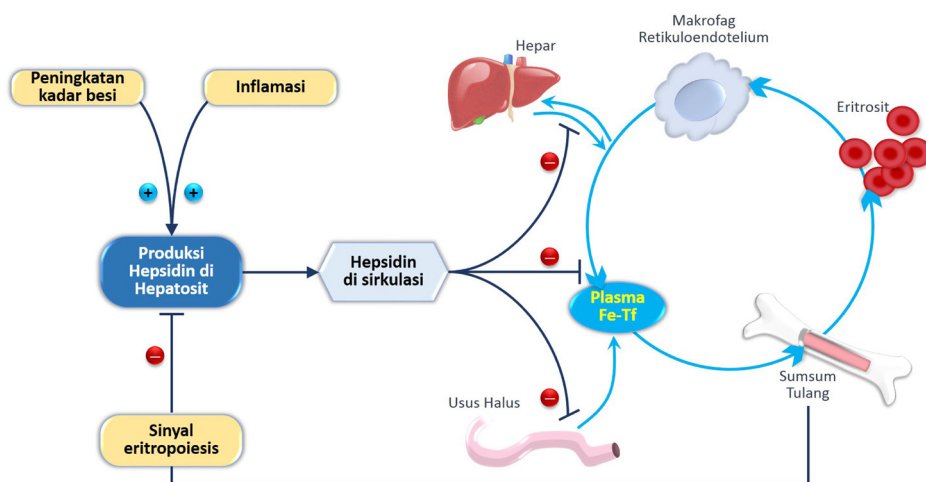 Peningkatan
kadar besi
Inflamasi
Hepar
Makrofag
Retikuloendotelium
Eritrosit
+
+
Produksi
Hepsidin di
Hepatosit
Hepsidin
di sirkulasi
−
−
−
−
Plasma
Fe-Tf
Sumsum
Tulang
Usus Halus
Sinyal
eritropoiesis